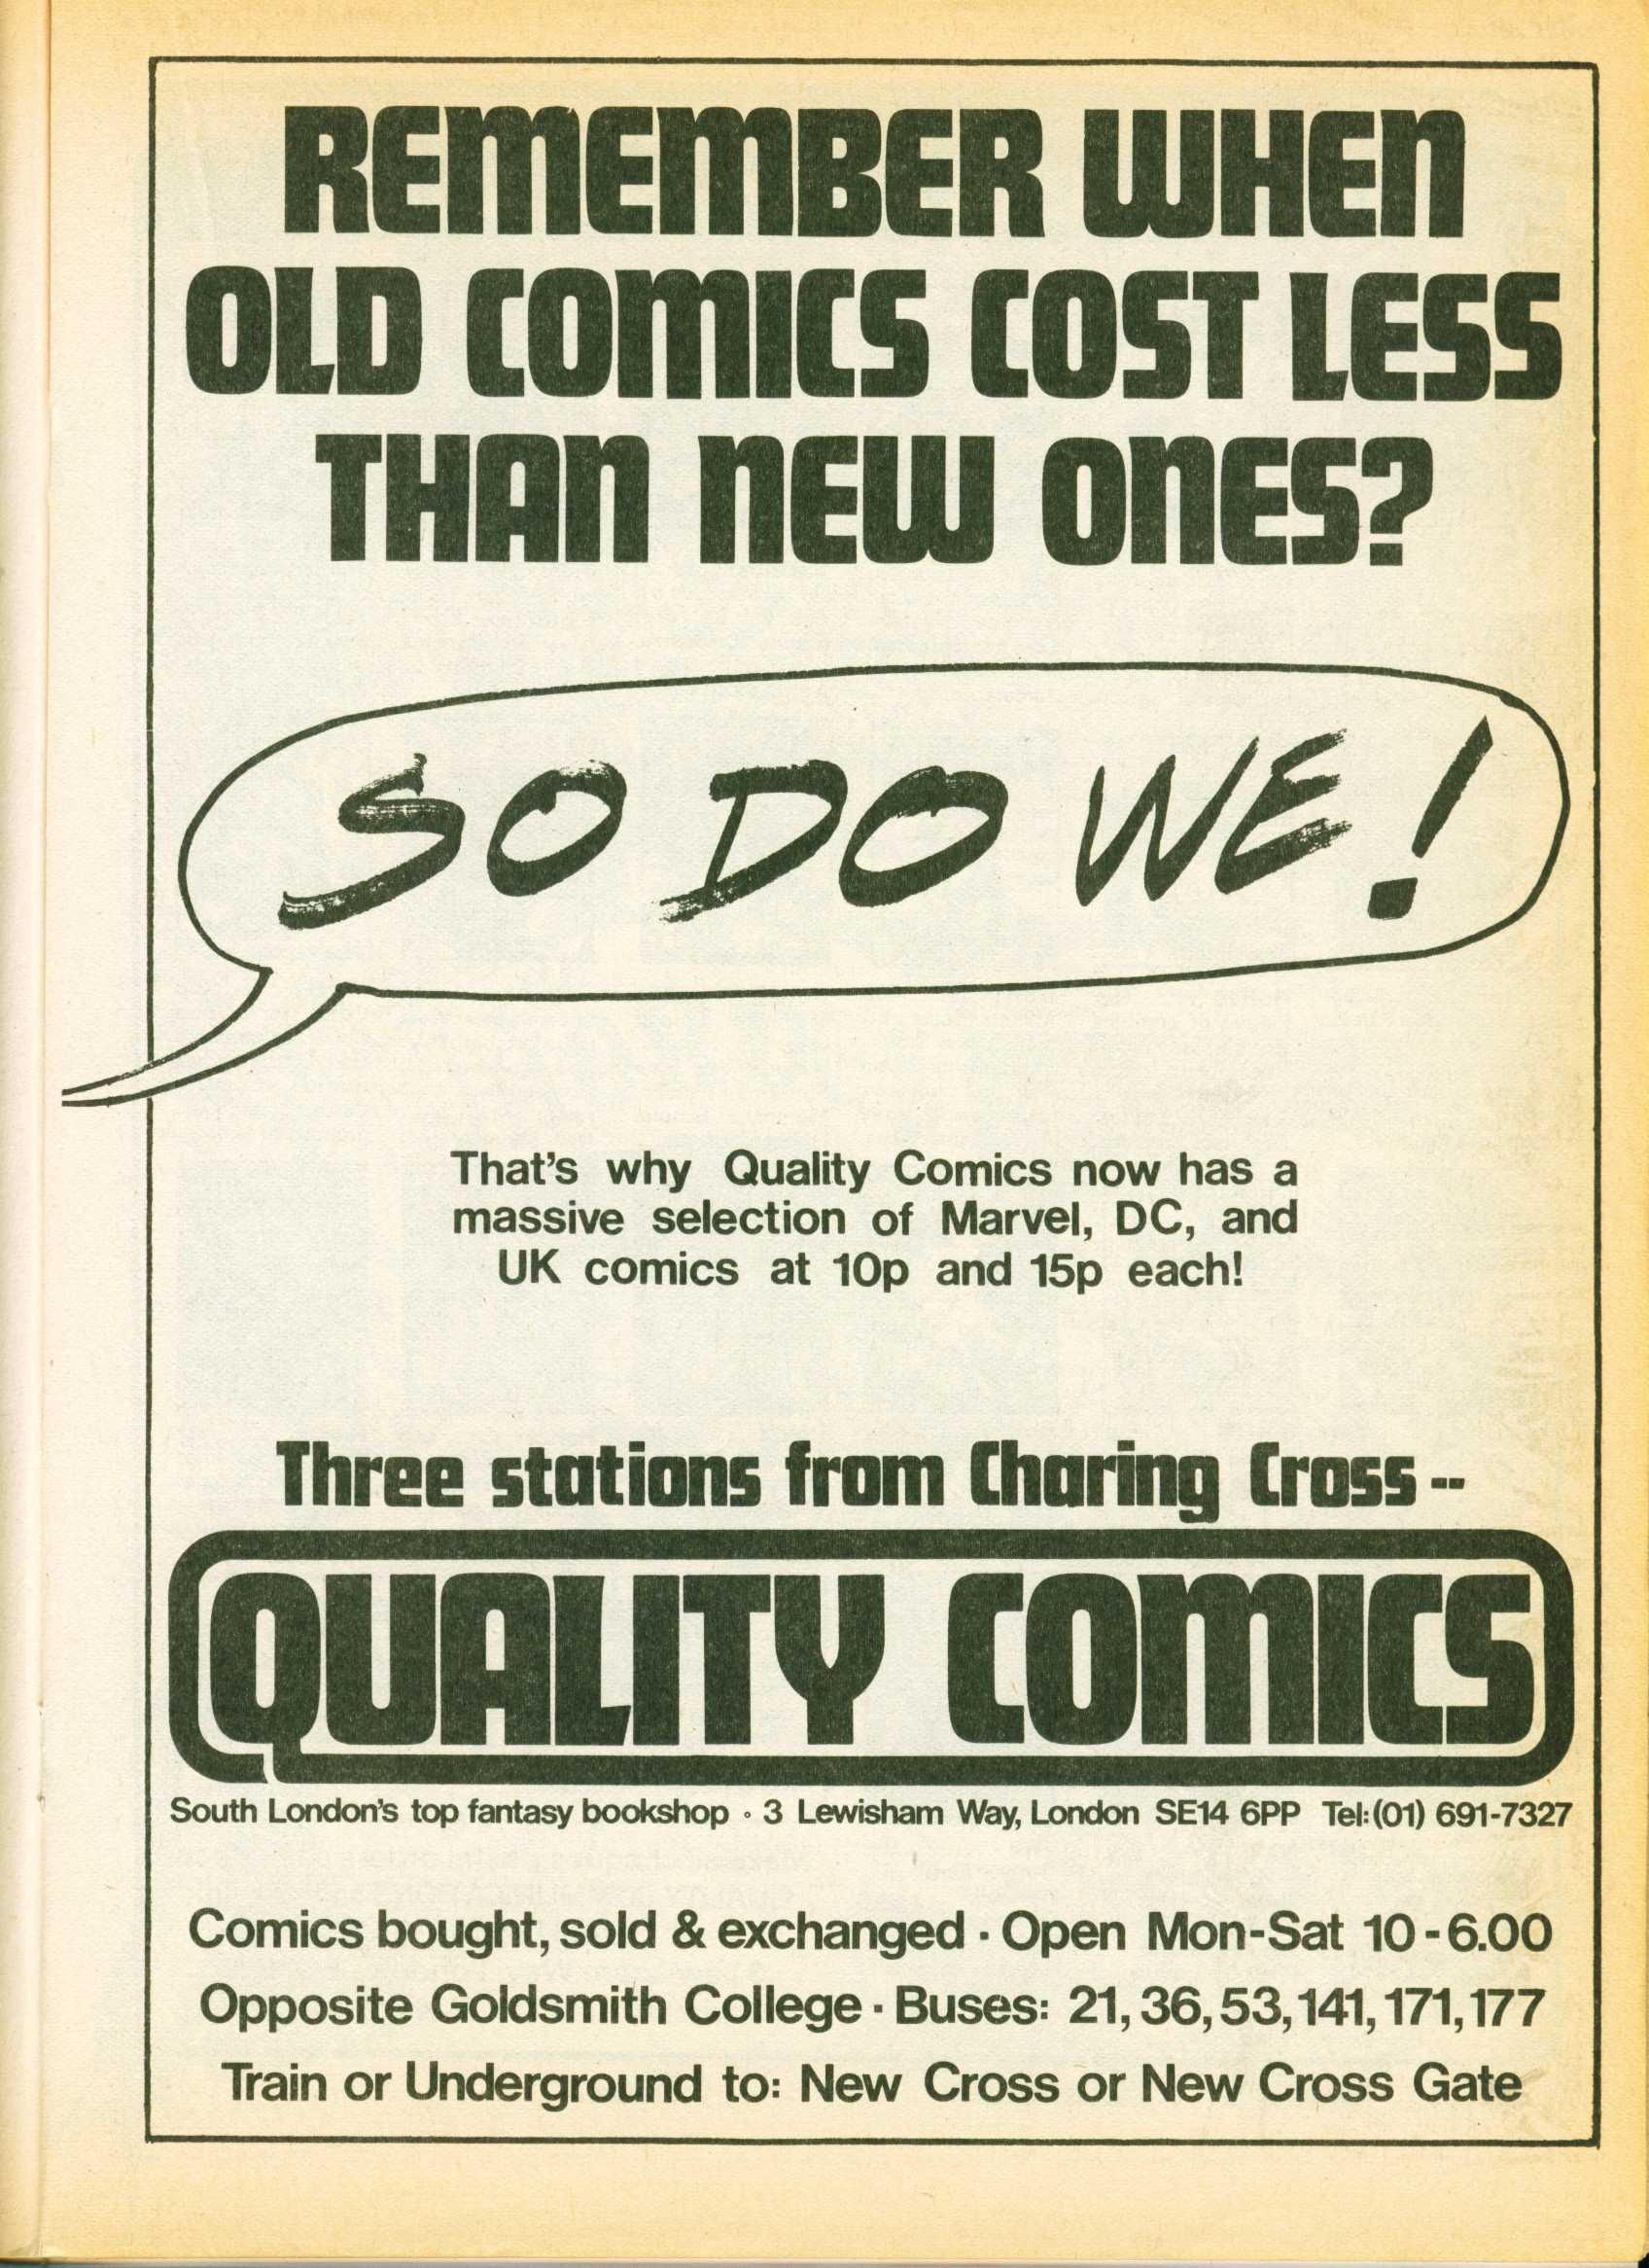 REMEMBER WHEN
OLD COMICS COST LESS
THAN NEW ONES?
SO DO WE!
That's why Quality Comics now has a
massive selection of Marvel, DC, and
UK comics at 10p and 15p each!
Three stations from Charing Cross --
QUALITY COMICS
South London's top fantasy bookshop • 3 Lewisham Way, London SE14 6PP Tel: (01) 691-7327
Comics bought, sold & exchanged · Open Mon-Sat 10-6.00
Opposite Goldsmith College · Buses: 21, 36, 53, 141, 171, 177
Train or Underground to: New Cross or New Cross Gate